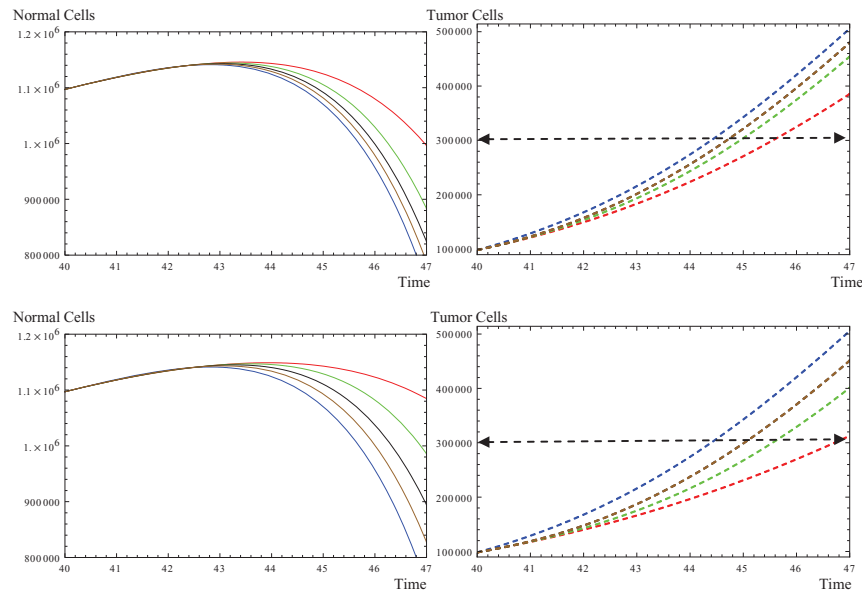 Normal Cells
1.2×10⁶
1.1×10⁶
1.×10⁶
900000
800000
40 41 42 43 44 45 46 47
Time
Tumor Cells
500000
400000
300000
200000
100000
40 41 42 43 44 45 46 47
Time
Normal Cells
1.2×10⁶
1.1×10⁶
1.×10⁶
900000
800000
40 41 42 43 44 45 46 47
Time
Tumor Cells
500000
400000
300000
200000
100000
40 41 42 43 44 45 46 47
Time